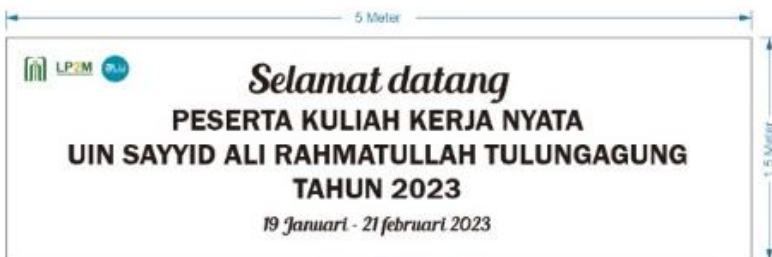 5 Meter
LP2M
Selamat datang
PESERTA KULIAH KERJA NYATA
UIN SAYYID ALI RAHMATULLAH TULUNGAGUNG
TAHUN 2023
19 Januari - 21 februari 2023
1,5 Meter